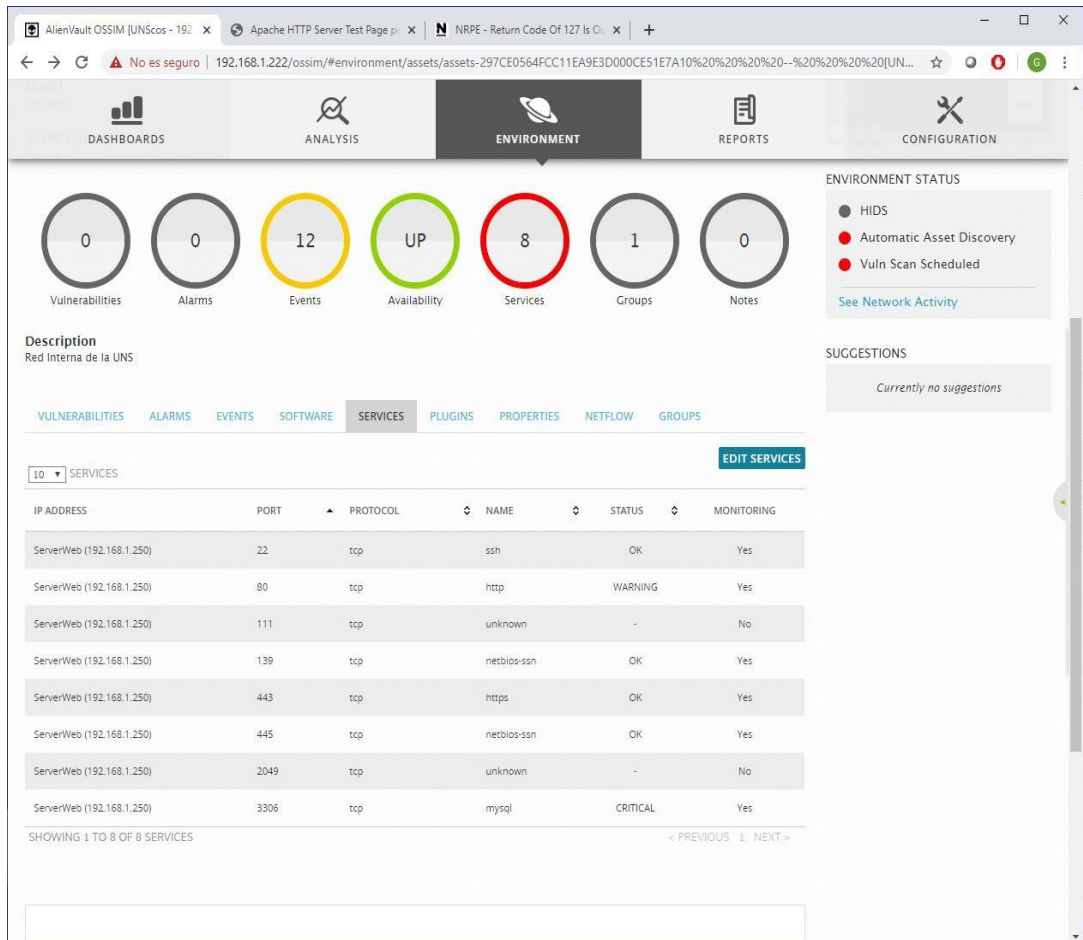 AlienVault OSSIM [UNScos - 192. X
Apache HTTP Server Test Page po X
N NRPE - Return Code Of 127 Is Ou X
+
No es seguro | 192.168.1.222/ossim/#environment/assets/assets-297CE0564FCC11EA9E3D000CE51E7A10%20%20%20%20--%20%20%20%20[UN...
G
DASHBOARDS
ANALYSIS
ENVIRONMENT
REPORTS
CONFIGURATION
0
0
12
UP
8
1
0
Vulnerabilities
Alarms
Events
Availability
Services
Groups
Notes
ENVIRONMENT STATUS
HIDS
Automatic Asset Discovery
Vuln Scan Scheduled
See Network Activity
Description
Red Interna de la UNS
SUGGESTIONS
Currently no suggestions
VULNERABILITIES ALARMS EVENTS SOFTWARE SERVICES PLUGINS PROPERTIES NETFLOW GROUPS
EDIT SERVICES
10 SERVICES
IP ADDRESS PORT PROTOCOL NAME STATUS MONITORING
ServerWeb (192.168.1.250) 22 tcp ssh OK Yes
ServerWeb (192.168.1.250) 80 tcp http WARNING Yes
ServerWeb (192.168.1.250) 111 tcp unknown - No
ServerWeb (192.168.1.250) 139 tcp netbios-ssn OK Yes
ServerWeb (192.168.1.250) 443 tcp https OK Yes
ServerWeb (192.168.1.250) 445 tcp netbios-ssn OK Yes
ServerWeb (192.168.1.250) 2049 tcp unknown - No
ServerWeb (192.168.1.250) 3306 tcp mysql CRITICAL Yes
SHOWING 1 TO 8 OF 8 SERVICES
< PREVIOUS 1 NEXT >